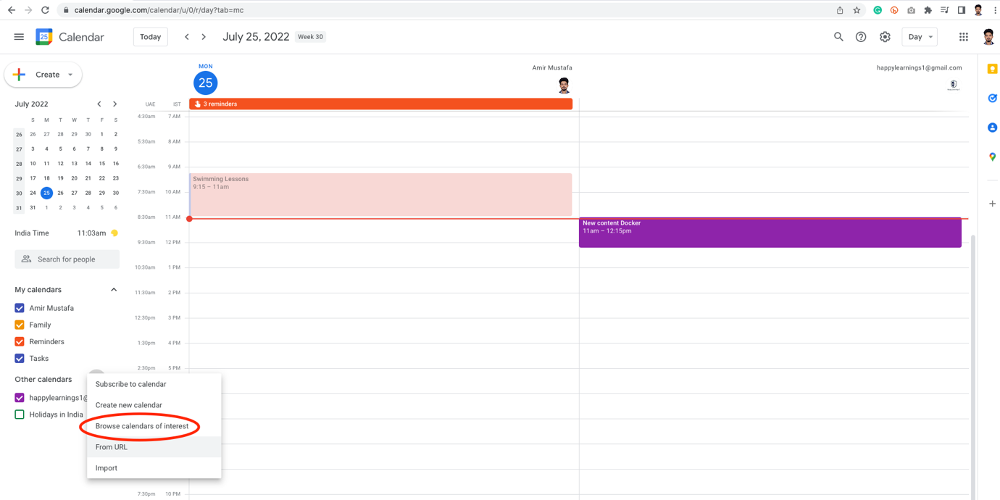 calendar.google.com/calendar/u/0/r/day?tab=mc
25 Calendar Today July 25, 2022 Week 30 Day
Create
MON
25
Amir Mustafa
happylearnings1@gmail.com
July 2022
S M T W T F S
26 26 27 28 29 30 1 2
27 3 4 5 6 7 8 9
28 10 11 12 13 14 15 16
29 17 18 19 20 21 22 23
30 24 25 26 27 28 29 30
31 31 1 2 3 4 5 6
India Time 11:03am
Search for people
My calendars
Amir Mustafa
Family
Reminders
Tasks
Other calendars
happylearnings1@
Holidays in India
Subscribe to calendar
Create new calendar
Browse calendars of interest
From URL
Import
UAE IST
3 reminders
4:30am 7 AM
5:30am 8 AM
6:30am 9 AM
Swimming Lessons
9:15 – 11am
7:30am 10 AM
8:30am 11 AM
New content Docker
11am – 12:15pm
9:30am 12 PM
10:30am 1 PM
11:30am 2 PM
12:30pm 3 PM
1:30pm 4 PM
2:30pm 5 PM
7:30pm 10 PM